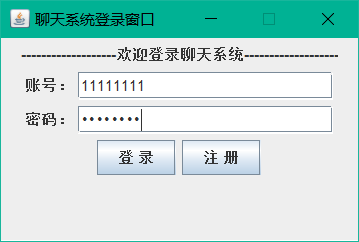 聊天系统登录窗口
-------------------欢迎登录聊天系统-------------------
账号： 11111111
密码： ••••••••
登 录 注 册